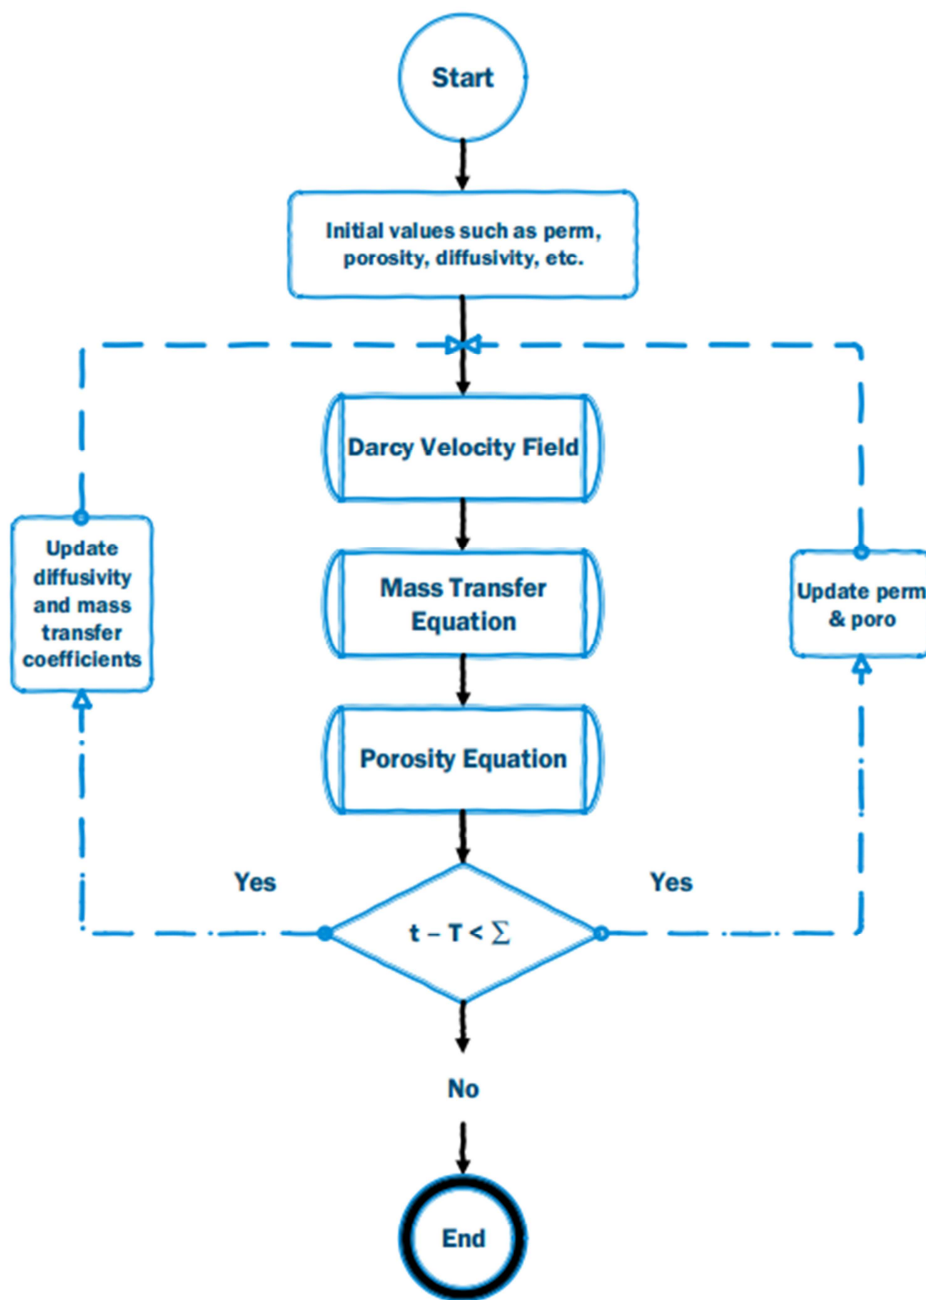 Start
Initial values such as perm,
porosity, diffusivity, etc.
Darcy Velocity Field
Update
diffusivity
and mass
transfer
coefficients
Mass Transfer
Equation
Update perm
& poro
Porosity Equation
Yes
Yes
t – T < ∑
No
End